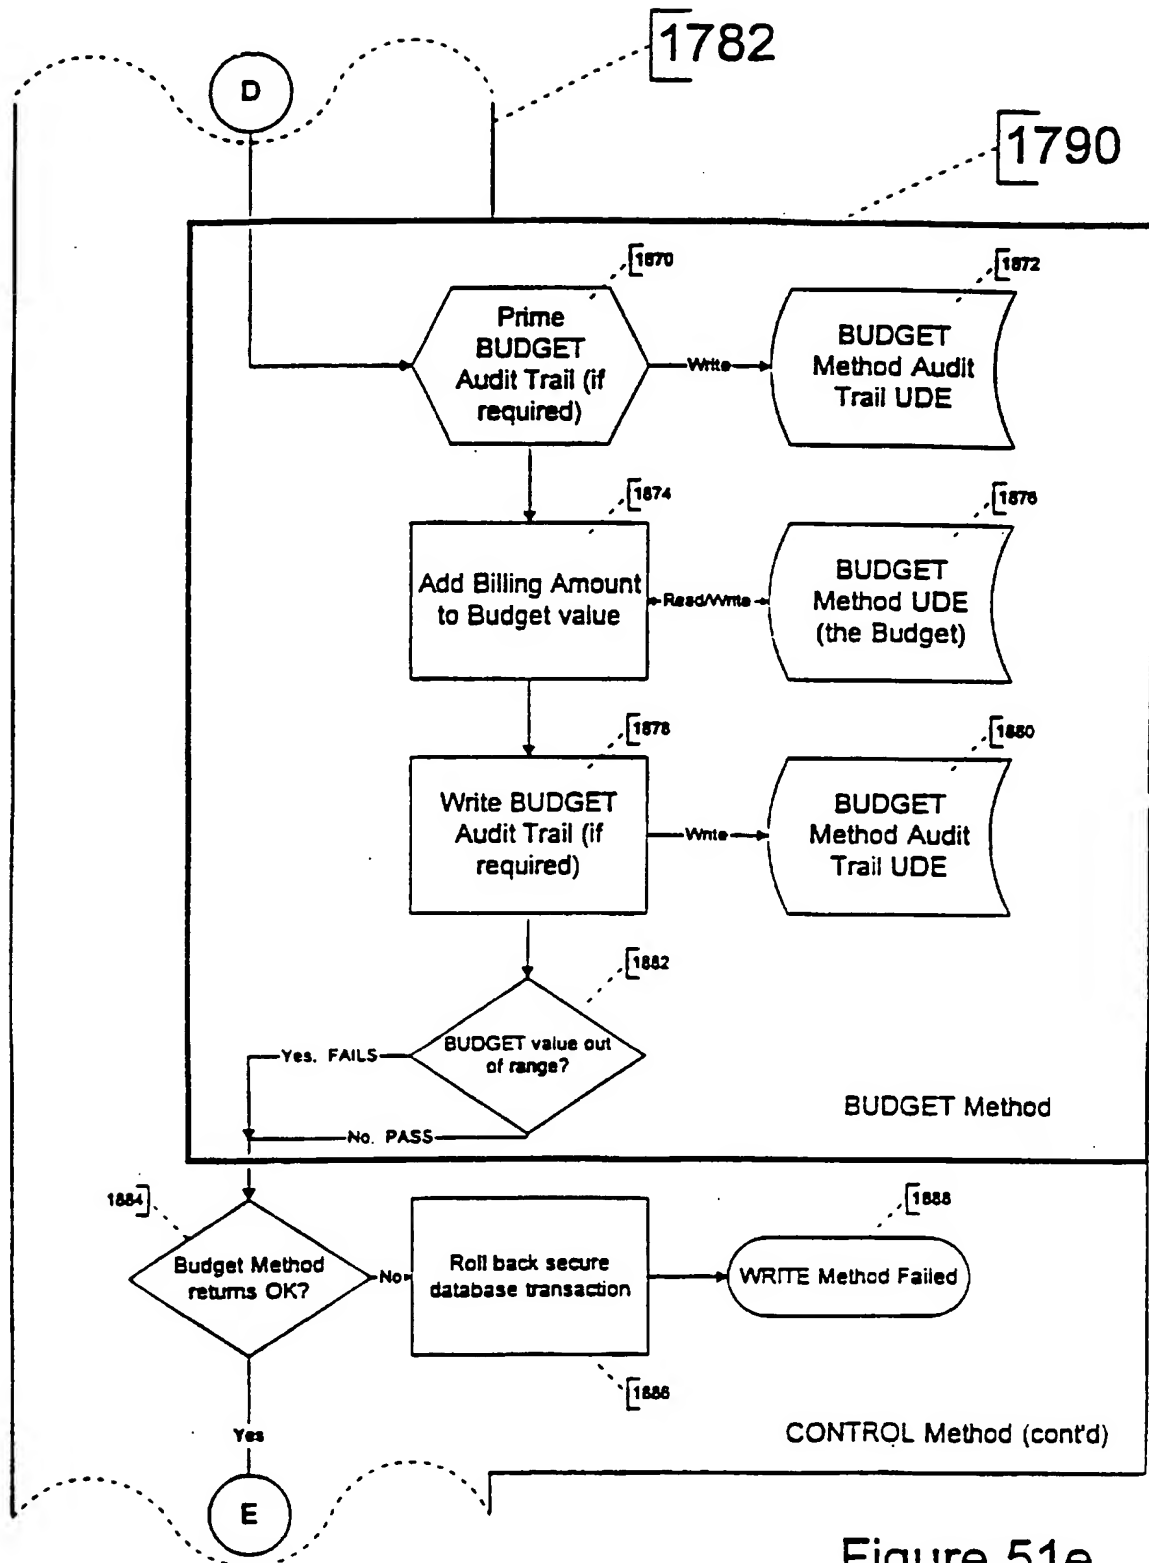 1782
D
1790
1870
1872
Prime
BUDGET
Audit Trail (if
required)
Write
BUDGET
Method Audit
Trail UDE
1874
1876
Add Billing Amount
to Budget value
Read/Write
BUDGET
Method UDE
(the Budget)
1878
1880
Write BUDGET
Audit Trail (if
required)
Write
BUDGET
Method Audit
Trail UDE
1882
BUDGET value out
of range?
Yes, FAILS
No. PASS
BUDGET Method
1884
1888
Budget Method
returns OK?
No
Roll back secure
database transaction
WRITE Method Failed
1886
Yes
CONTROL Method (cont'd)
E
Figure 51e